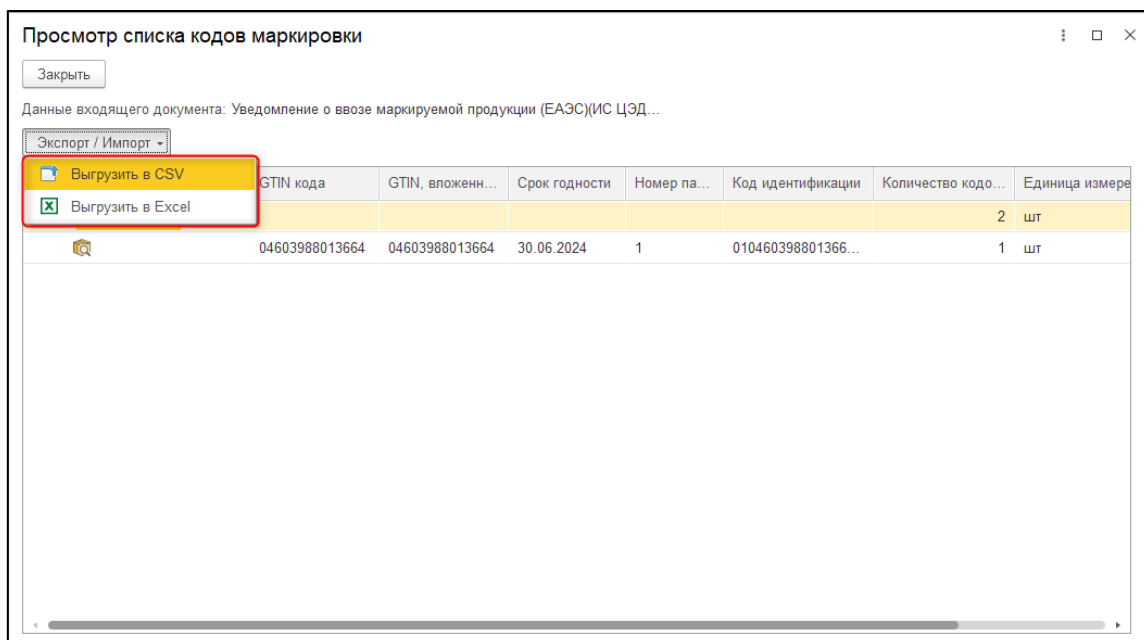 Просмотр списка кодов маркировки
Закрыть
Данные входящего документа: Уведомление о ввозе маркируемой продукции (ЕАЭС)(ИС ЦЭД...
Экспорт / Импорт
Выгрузить в CSV
Выгрузить в Excel
GTIN кода GTIN, вложенн... Срок годности Номер па... Код идентификации Количество кодо... Единица измере
2 шт
04603988013664 04603988013664 30.06.2024 1 010460398801366... 1 шт